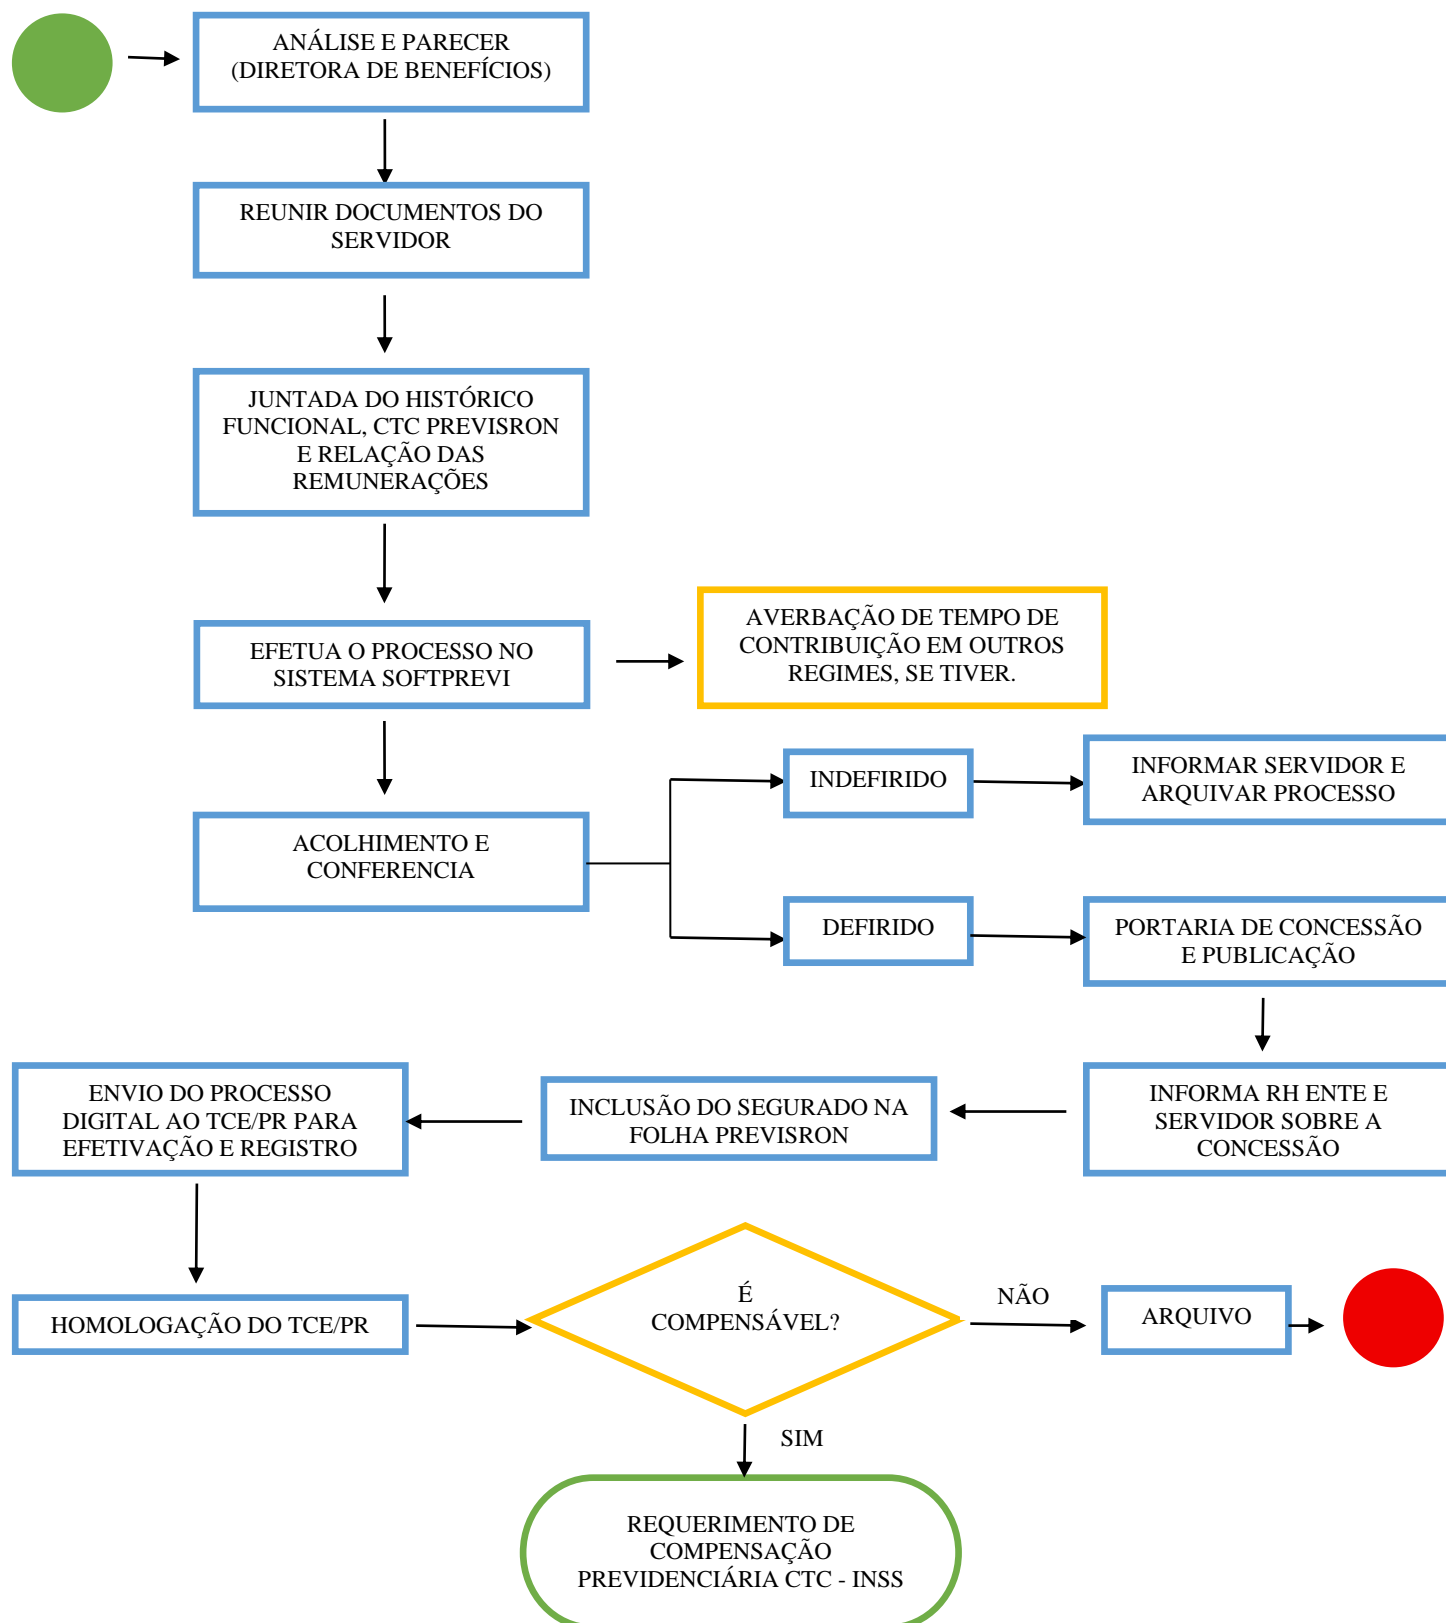 ANÁLISE E PARECER
(DIRETORA DE BENEFÍCIOS)
REUNIR DOCUMENTOS DO
SERVIDOR
JUNTADA DO HISTÓRICO
FUNCIONAL, CTC PREVISRON
E RELAÇÃO DAS
REMUNERAÇÕES
EFETUA O PROCESSO NO
SISTEMA SOFTPREVI
AVERBAÇÃO DE TEMPO DE
CONTRIBUIÇÃO EM OUTROS
REGIMES, SE TIVER.
ACOLHIMENTO E
CONFERENCIA
INDEFIRIDO
INFORMAR SERVIDOR E
ARQUIVAR PROCESSO
DEFIRIDO
PORTARIA DE CONCESSÃO
E PUBLICAÇÃO
INFORMA RH ENTE E
SERVIDOR SOBRE A
CONCESSÃO
INCLUSÃO DO SEGURADO NA
FOLHA PREVISRON
ENVIO DO PROCESSO
DIGITAL AO TCE/PR PARA
EFETIVAÇÃO E REGISTRO
HOMOLOGAÇÃO DO TCE/PR
É
COMPENSÁVEL?
NÃO
ARQUIVO
SIM
REQUERIMENTO DE
COMPENSAÇÃO
PREVIDENCIÁRIA CTC - INSS